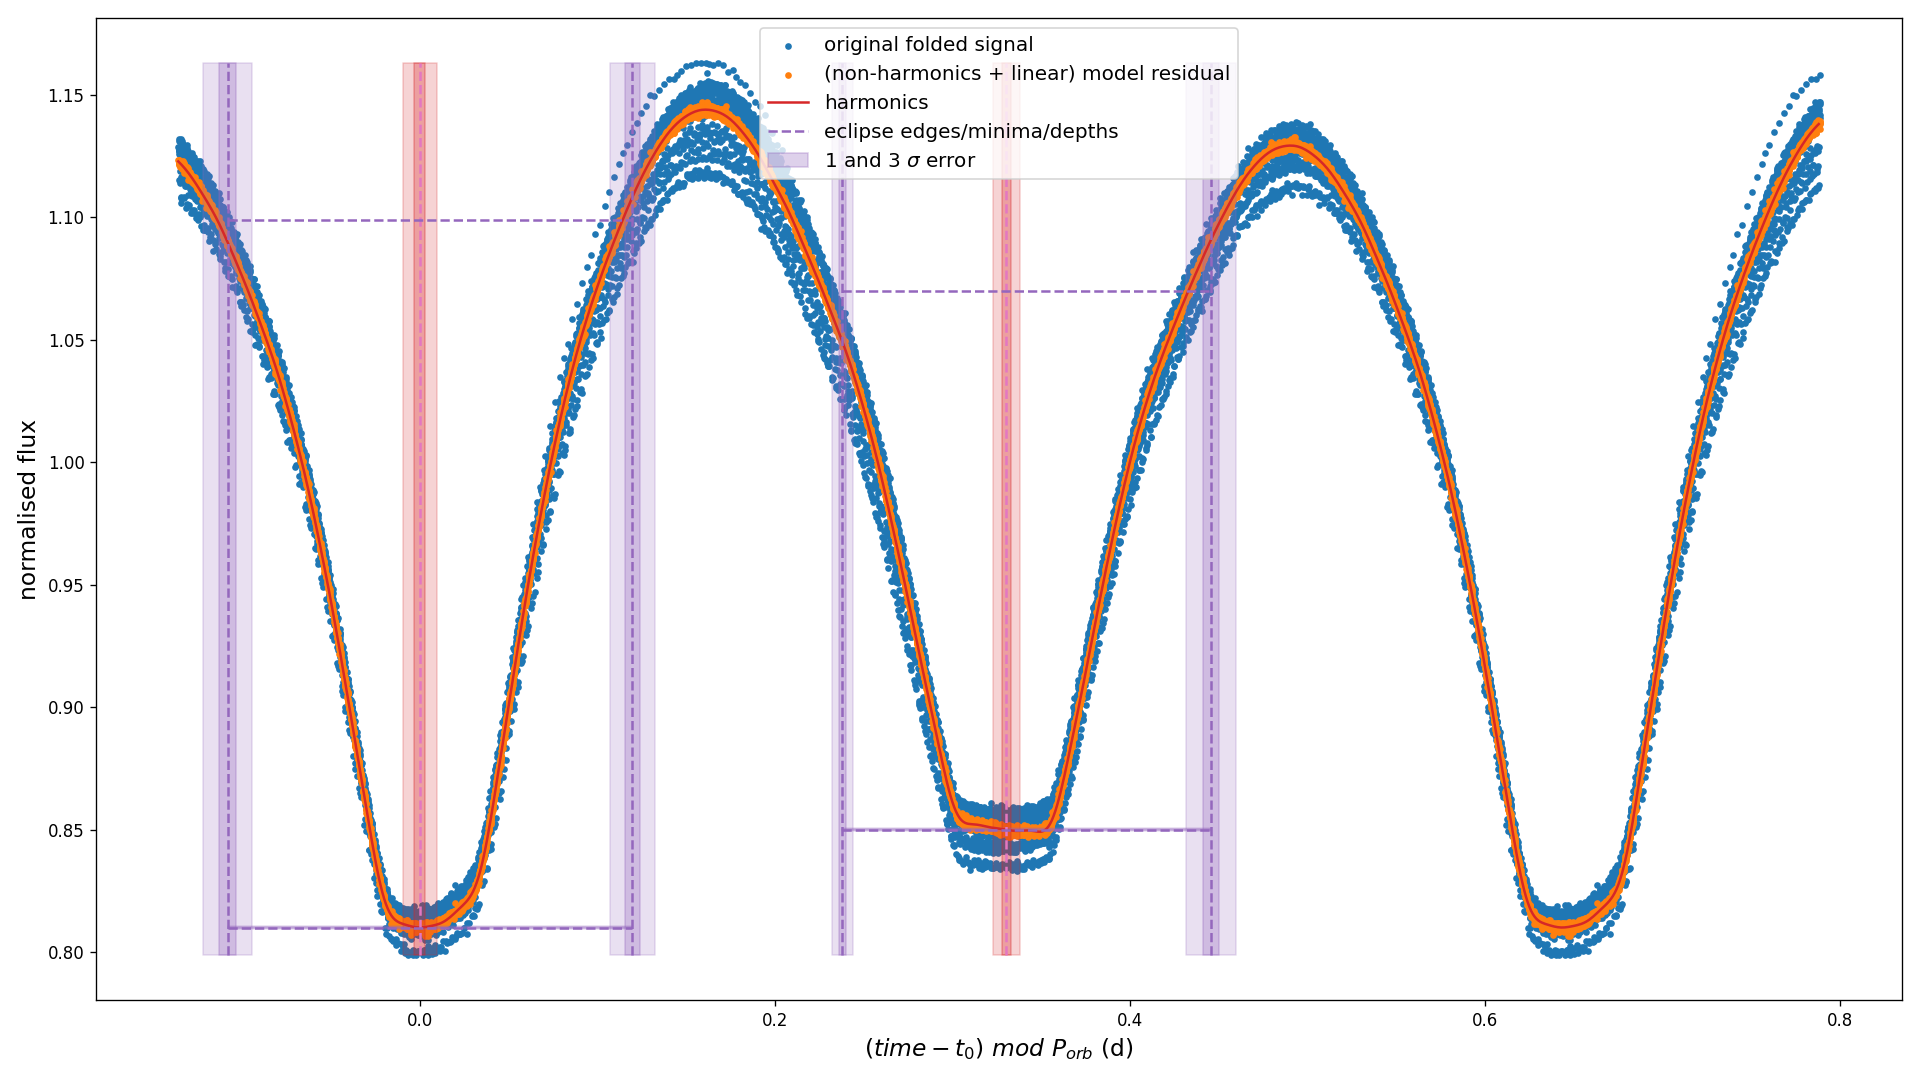 original folded signal
(non-harmonics + linear) model residual
harmonics
eclipse edges/minima/depths
1 and 3 σ error
normalised flux
1.15
1.10
1.05
1.00
0.95
0.90
0.85
0.80
0.0 0.2 0.4 0.6 0.8
(time − t₀) mod P_orb (d)